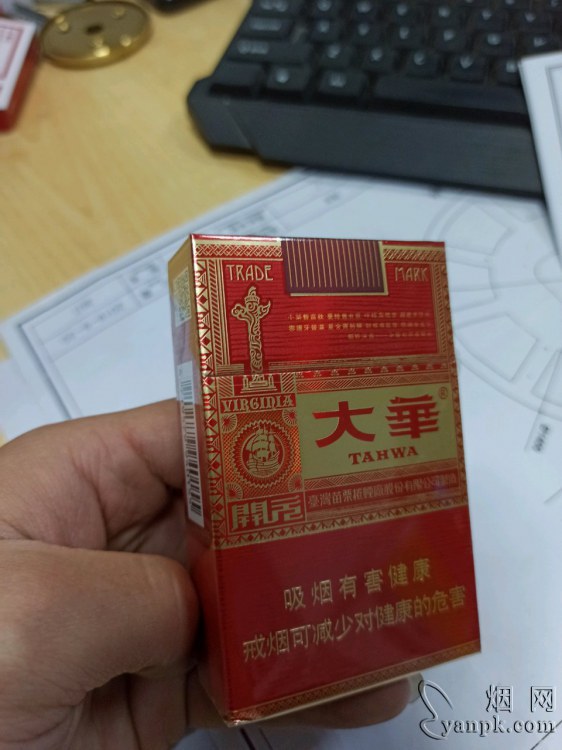 TRADE MARK
VIRGINIA
大華®
TAHWA
開元
吸烟有害健康
戒烟可减少对健康的危害
烟网
yanpk.com